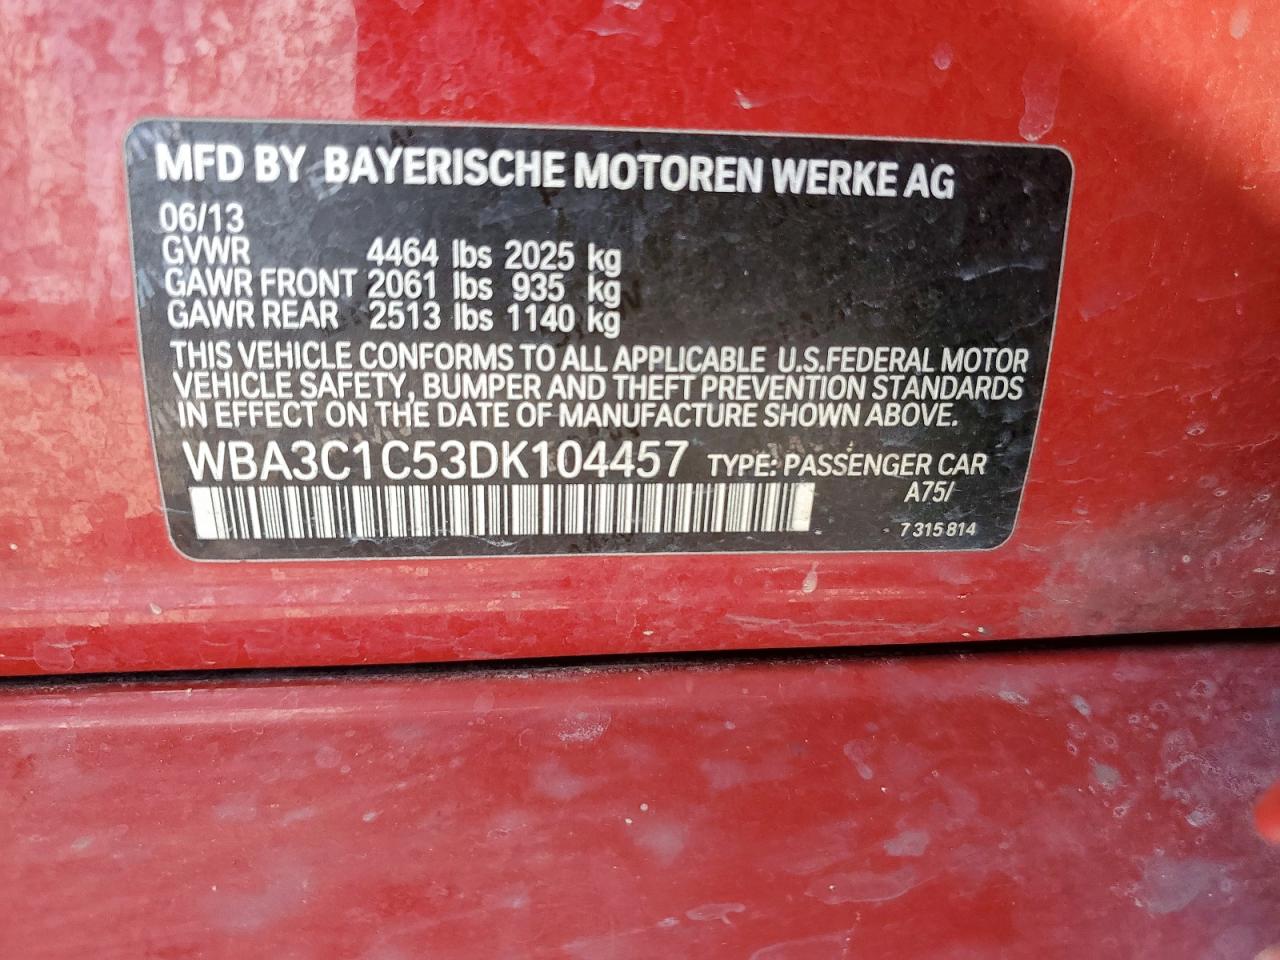 MFD BY BAYERISCHE MOTOREN WERKE AG
06/13
GVWR 4464 lbs 2025 kg
GAWR FRONT 2061 lbs 935 kg
GAWR REAR 2513 lbs 1140 kg
THIS VEHICLE CONFORMS TO ALL APPLICABLE U.S.FEDERAL MOTOR
VEHICLE SAFETY, BUMPER AND THEFT PREVENTION STANDARDS
IN EFFECT ON THE DATE OF MANUFACTURE SHOWN ABOVE.
WBA3C1C53DK104457 TYPE: PASSENGER CAR
A75/
7 315 814